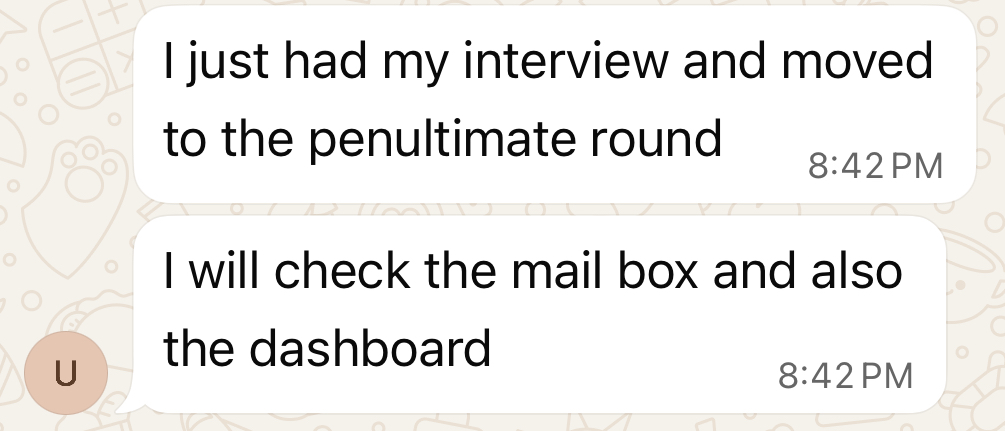 I just had my interview and moved
to the penultimate round
8:42 PM
I will check the mail box and also
the dashboard
8:42 PM
U